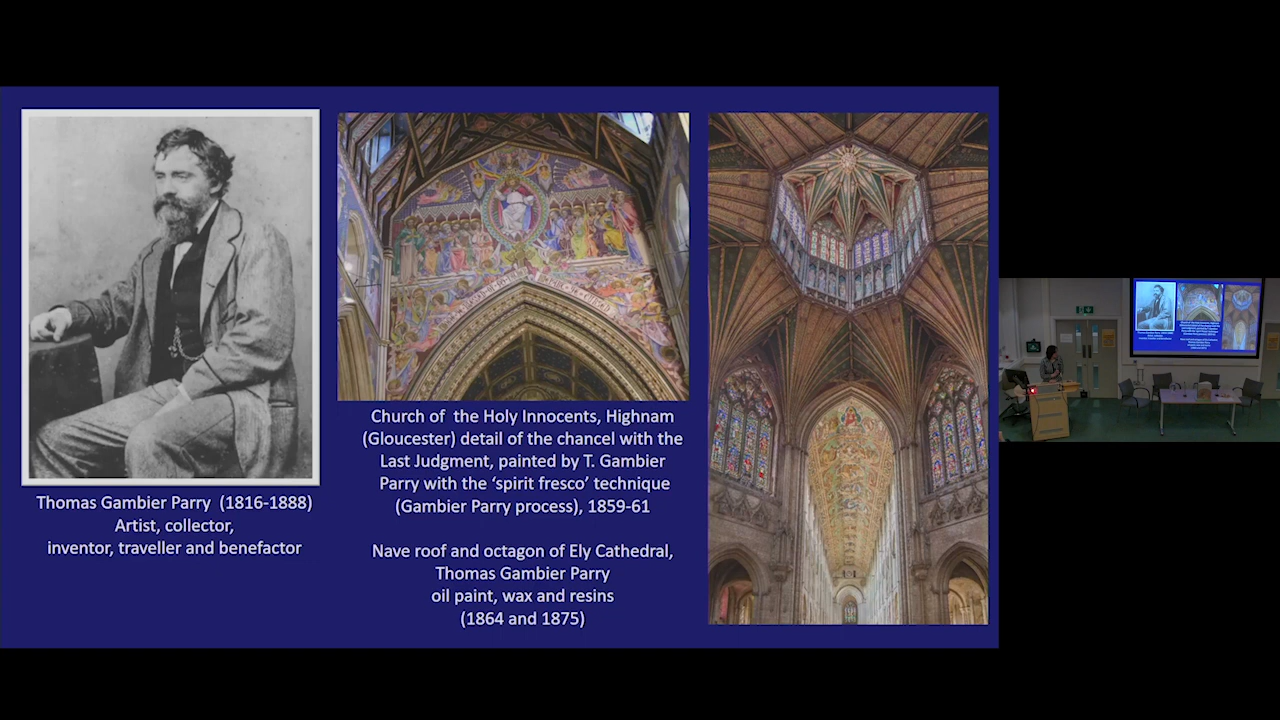 Thomas Gambier Parry (1816-1888)
Artist, collector,
inventor, traveller and benefactor
Church of the Holy Innocents, Highnam
(Gloucester) detail of the chancel with the
Last Judgment, painted by T. Gambier
Parry with the ‘spirit fresco’ technique
(Gambier Parry process), 1859-61
Nave roof and octagon of Ely Cathedral,
Thomas Gambier Parry
oil paint, wax and resins
(1864 and 1875)